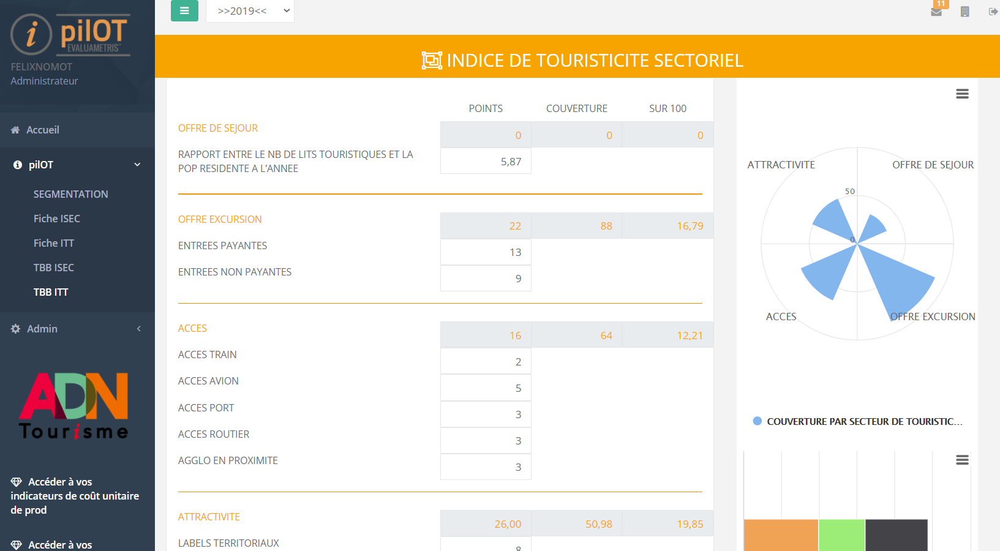 pilOT
EVALUAMETRIS
FELIXNOMOT
Administrateur
Accueil
pilOT
SEGMENTATION
Fiche ISEC
Fiche ITT
TBB ISEC
TBB ITT
Admin
ADN
Tourisme
Accéder à vos
indicateurs de coût unitaire
de prod
Accéder à vos
>>2019<<
11
INDICE DE TOURISTICITE SECTORIEL
POINTS COUVERTURE SUR 100
OFFRE DE SEJOUR 0 0 0
RAPPORT ENTRE LE NB DE LITS TOURISTIQUES ET LA
POP RESIDENTE A L’ANNEE 5,87
OFFRE EXCURSION 22 88 16,79
ENTREES PAYANTES 13
ENTREES NON PAYANTES 9
ACCES 16 64 12,21
ACCES TRAIN 2
ACCES AVION 5
ACCES PORT 3
ACCES ROUTIER 3
AGGLO EN PROXIMITE 3
ATTRACTIVITE 26,00 50,98 19,85
LABELS TERRITORIAUX 8
ATTRACTIVITE OFFRE DE SEJOUR
50
0
ACCES OFFRE EXCURSION
COUVERTURE PAR SECTEUR DE TOURISTIC...